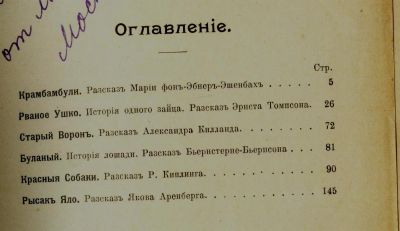 от
Мос
Оглавленіе.
Стр.
Крамбамбули. Разсказъ Маріи фонъ-Эбнеръ-Эшенбахъ . . . . . . 5
Рваное Ушко. Исторія одного зайца. Разсказъ Эрнста Томпсона. 26
Старый Воронъ. Разсказъ Александра Килланда. . . . . . . . 72
Буланый. Исторія лошади. Разсказъ Бьернстерне-Бьернсона . . . 81
Красныя Собаки. Разсказъ Р. Киплинга. . . . . . . . . . 90
Рысакъ Яло. Разсказъ Якова Аренберга. . . . . . . . . . 145